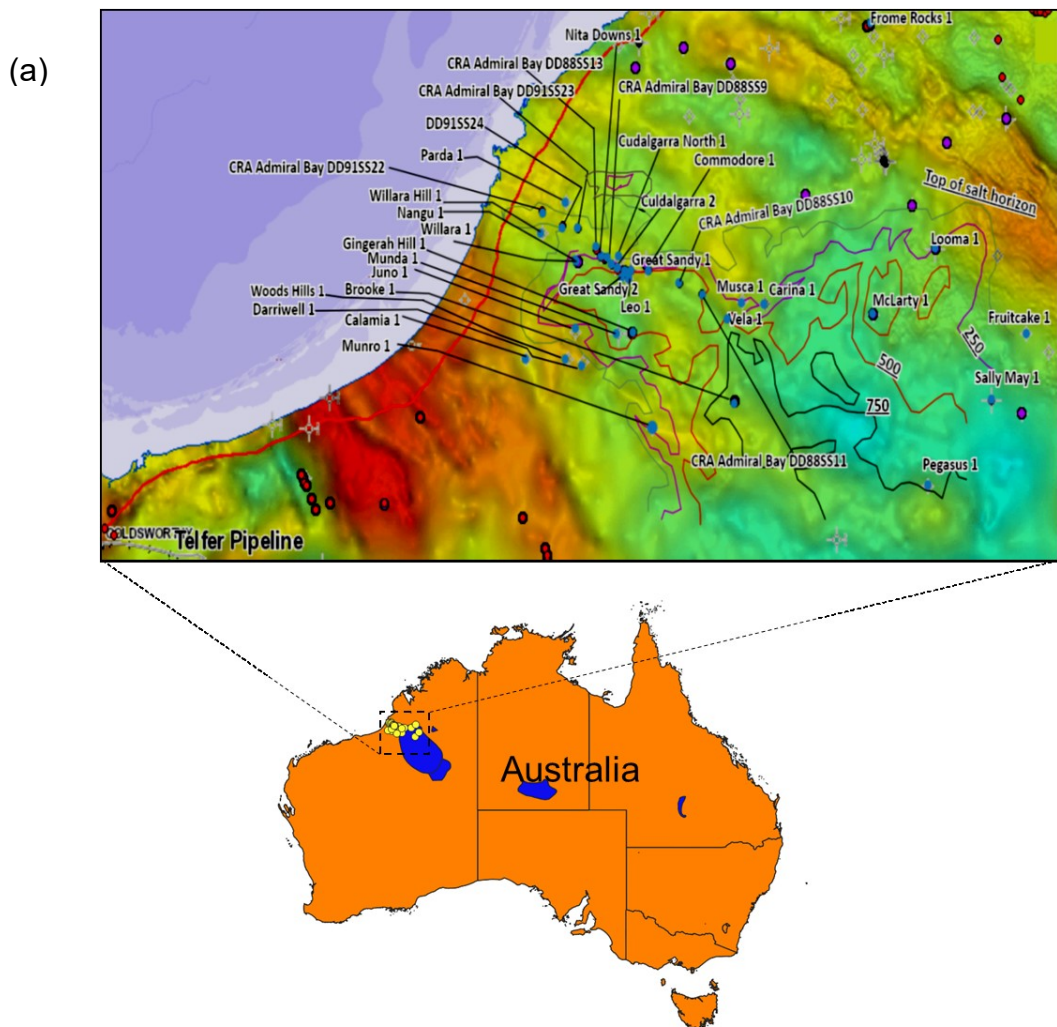 (a)
Frome Rocks 1
Nita Downs 1
CRA Admiral Bay DD88SS13
CRA Admiral Bay DD91SS23
CRA Admiral Bay DD88SS9
DD91SS24
Cudalgarra North 1
Parda 1
Commodore 1
CRA Admiral Bay DD91SS22
Culdalgarra 2
CRA Admiral Bay DD88SS10
Top of salt horizon
Willara Hill 1
Nangu 1
Willara 1
Gingerah Hill 1
Great Sandy 1
Looma 1
Munda 1
Juno 1
Woods Hills 1
Brooke 1
Great Sandy 2
Musca 1
Carina 1
McLarty 1
Darriwell 1
Leo 1
Calamia 1
Vela 1
Fruitcake 1
250
Munro 1
500
Sally May 1
750
CRA Admiral Bay DD88SS11
Pegasus 1
Telfer Pipeline
Australia